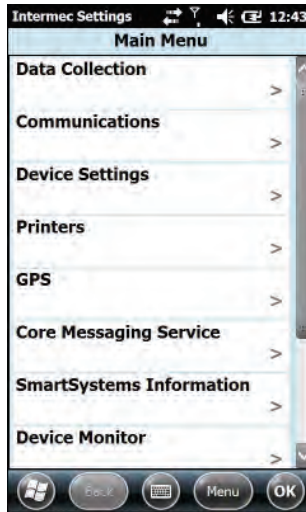 Intermec Settings 12:43
Main Menu
Data Collection
>
Communications
>
Device Settings
>
Printers
>
GPS
>
Core Messaging Service
>
SmartSystems Information
>
Device Monitor
>
Back Menu OK